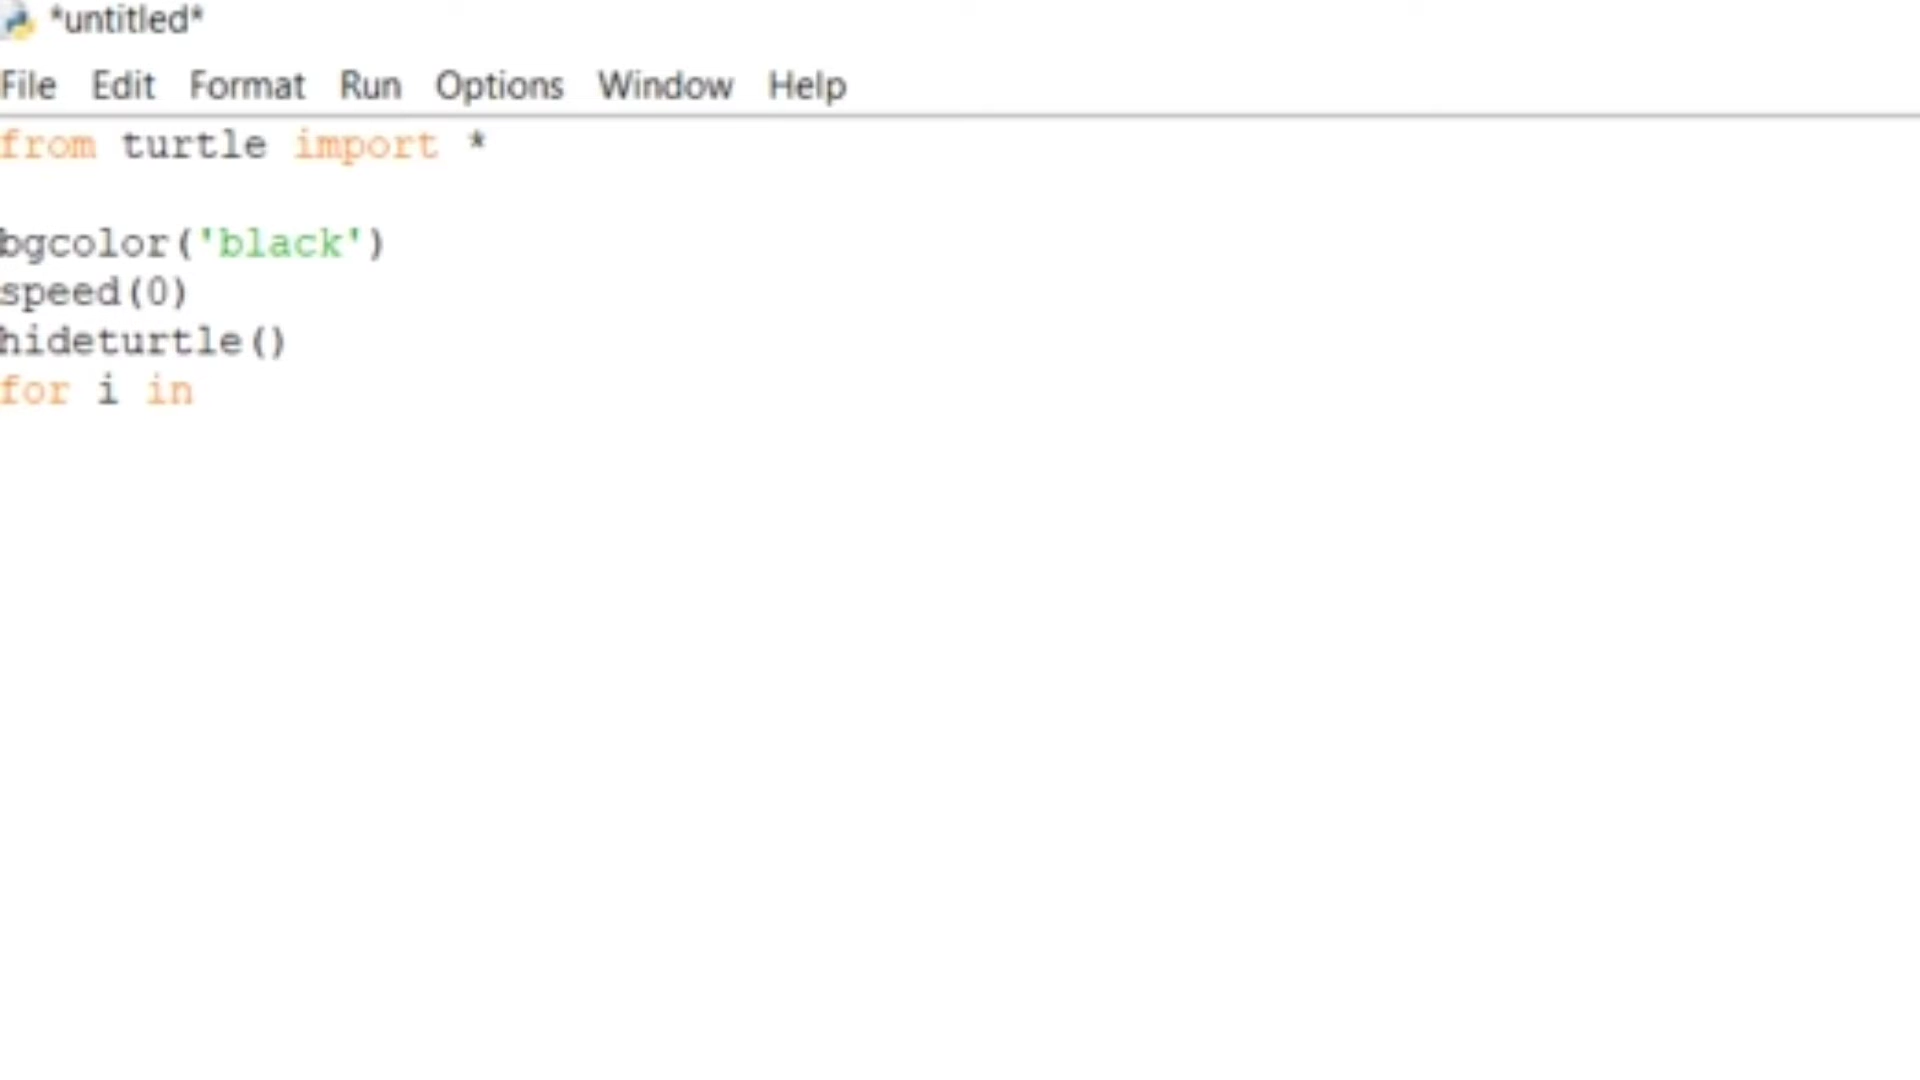 *untitled*
File Edit Format Run Options Window Help
from turtle import *
bgcolor('black')
speed(0)
hideturtle()
for i in